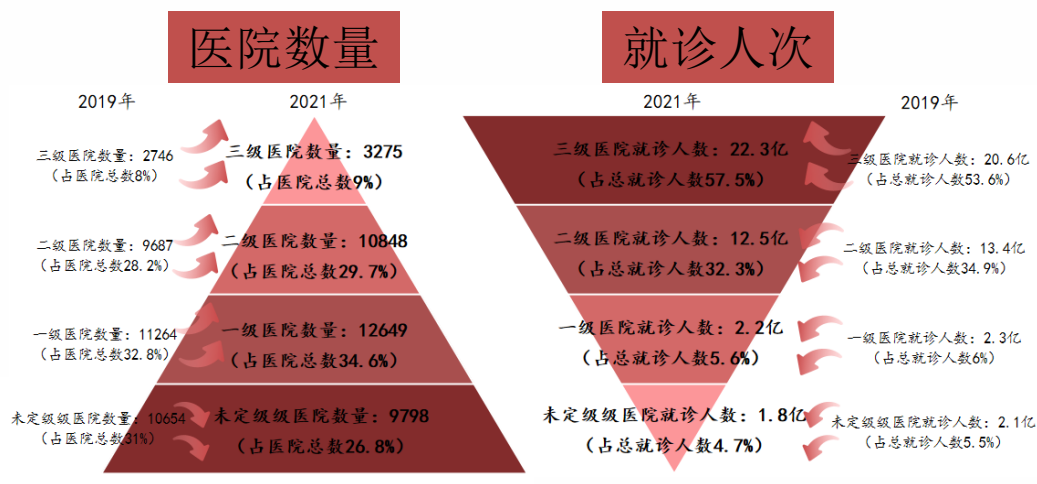 医院数量
就诊人次
2019年
2021年
2021年
2019年
三级医院数量：2746
（占医院总数8%）
三级医院数量：3275
（占医院总数9%）
三级医院就诊人数：22.3亿
（占总就诊人数57.5%）
三级医院就诊人数：20.6亿
（占总就诊人数53.6%）
二级医院数量：9687
（占医院总数28.2%）
二级医院数量：10848
（占医院总数29.7%）
二级医院就诊人数：12.5亿
（占总就诊人数32.3%）
二级医院就诊人数：13.4亿
（占总就诊人数34.9%）
一级医院数量：11264
（占医院总数32.8%）
一级医院数量：12649
（占医院总数34.6%）
一级医院就诊人数：2.2亿
（占总就诊人数5.6%）
一级医院就诊人数：2.3亿
（占总就诊人数6%）
未定级级医院数量：10654
（占医院总数31%）
未定级级医院数量：9798
（占医院总数26.8%）
未定级级医院就诊人数：1.8亿
（占总就诊人数4.7%）
未定级级医院就诊人数：2.1亿
（占总就诊人数5.5%）